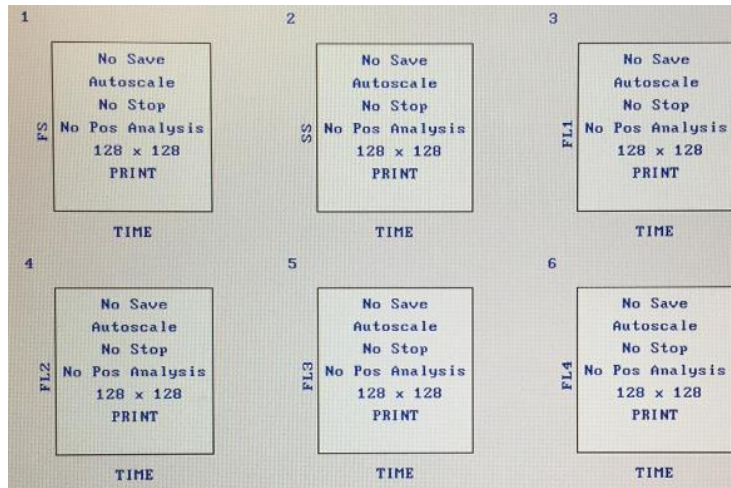 1
No Save
Autoscale
No Stop
No Pos Analysis
128 x 128
PRINT
FS
TIME
2
No Save
Autoscale
No Stop
No Pos Analysis
128 x 128
PRINT
SS
TIME
3
No Save
Autoscale
No Stop
No Pos Analysis
128 x 128
PRINT
FL1
TIME
4
No Save
Autoscale
No Stop
No Pos Analysis
128 x 128
PRINT
FL2
TIME
5
No Save
Autoscale
No Stop
No Pos Analysis
128 x 128
PRINT
FL3
TIME
6
No Save
Autoscale
No Stop
No Pos Analysis
128 x 128
PRINT
FL4
TIME